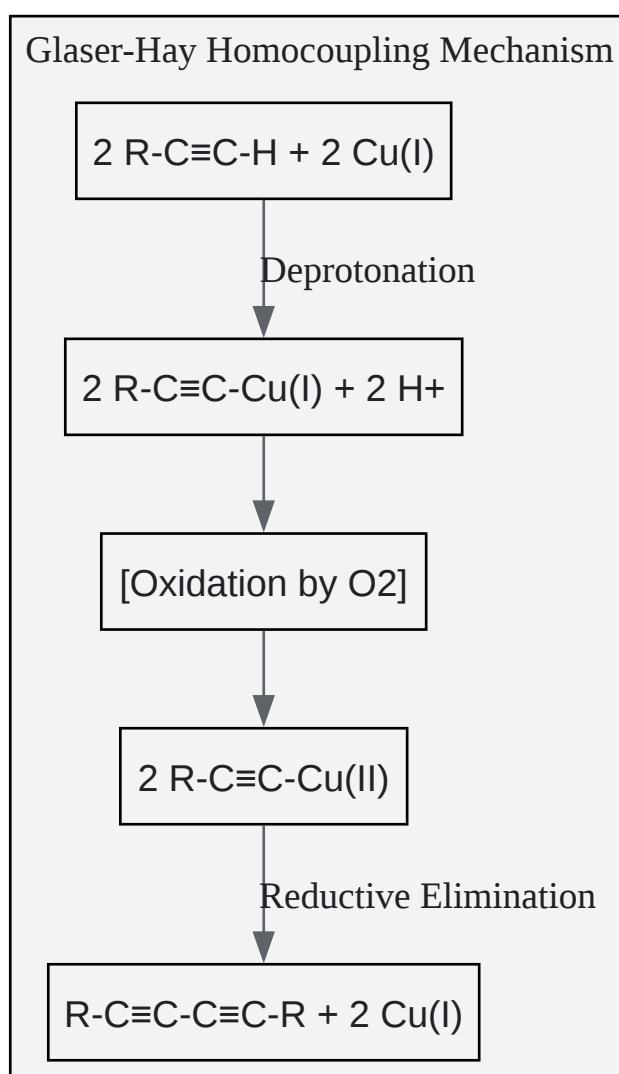 Glaser-Hay Homocoupling Mechanism
2 R-C≡C-H + 2 Cu(I)
Deprotonation
2 R-C≡C-Cu(I) + 2 H+
[Oxidation by O2]
2 R-C≡C-Cu(II)
Reductive Elimination
R-C≡C-C≡C-R + 2 Cu(I)